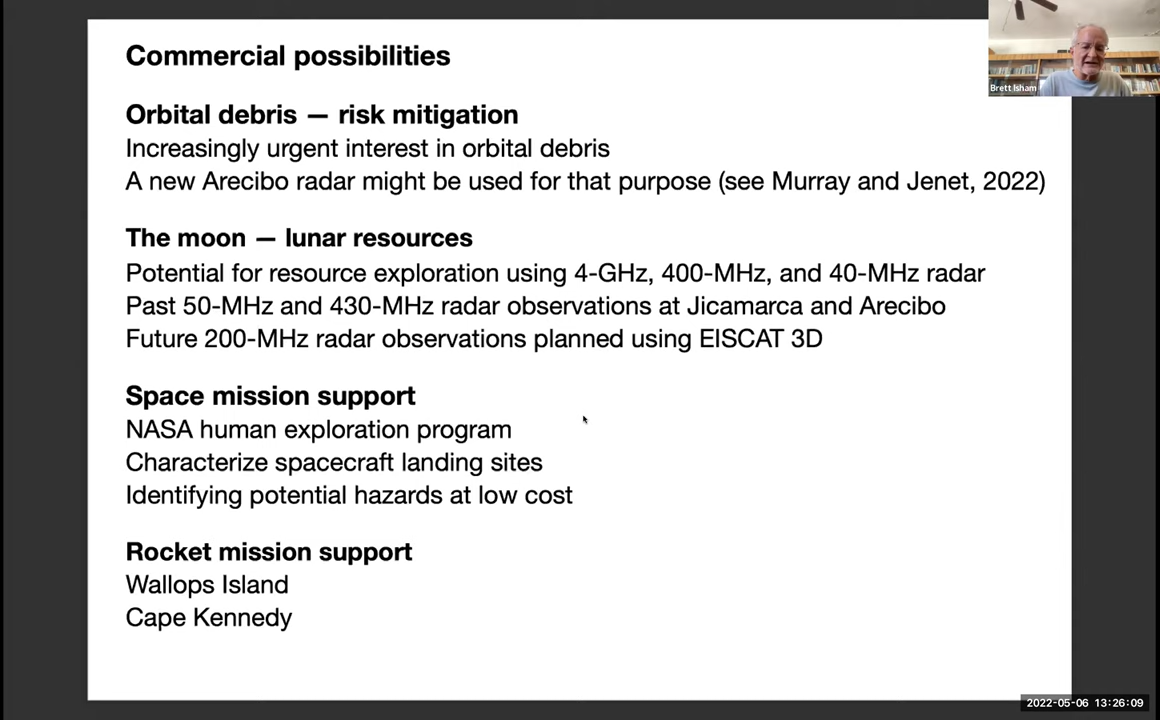 Commercial possibilities
Orbital debris — risk mitigation
Increasingly urgent interest in orbital debris
A new Arecibo radar might be used for that purpose (see Murray and Jenet, 2022)
The moon — lunar resources
Potential for resource exploration using 4-GHz, 400-MHz, and 40-MHz radar
Past 50-MHz and 430-MHz radar observations at Jicamarca and Arecibo
Future 200-MHz radar observations planned using EISCAT 3D
Space mission support
NASA human exploration program
Characterize spacecraft landing sites
Identifying potential hazards at low cost
Rocket mission support
Wallops Island
Cape Kennedy
Brett Isham
2022-05-06 13:26:09